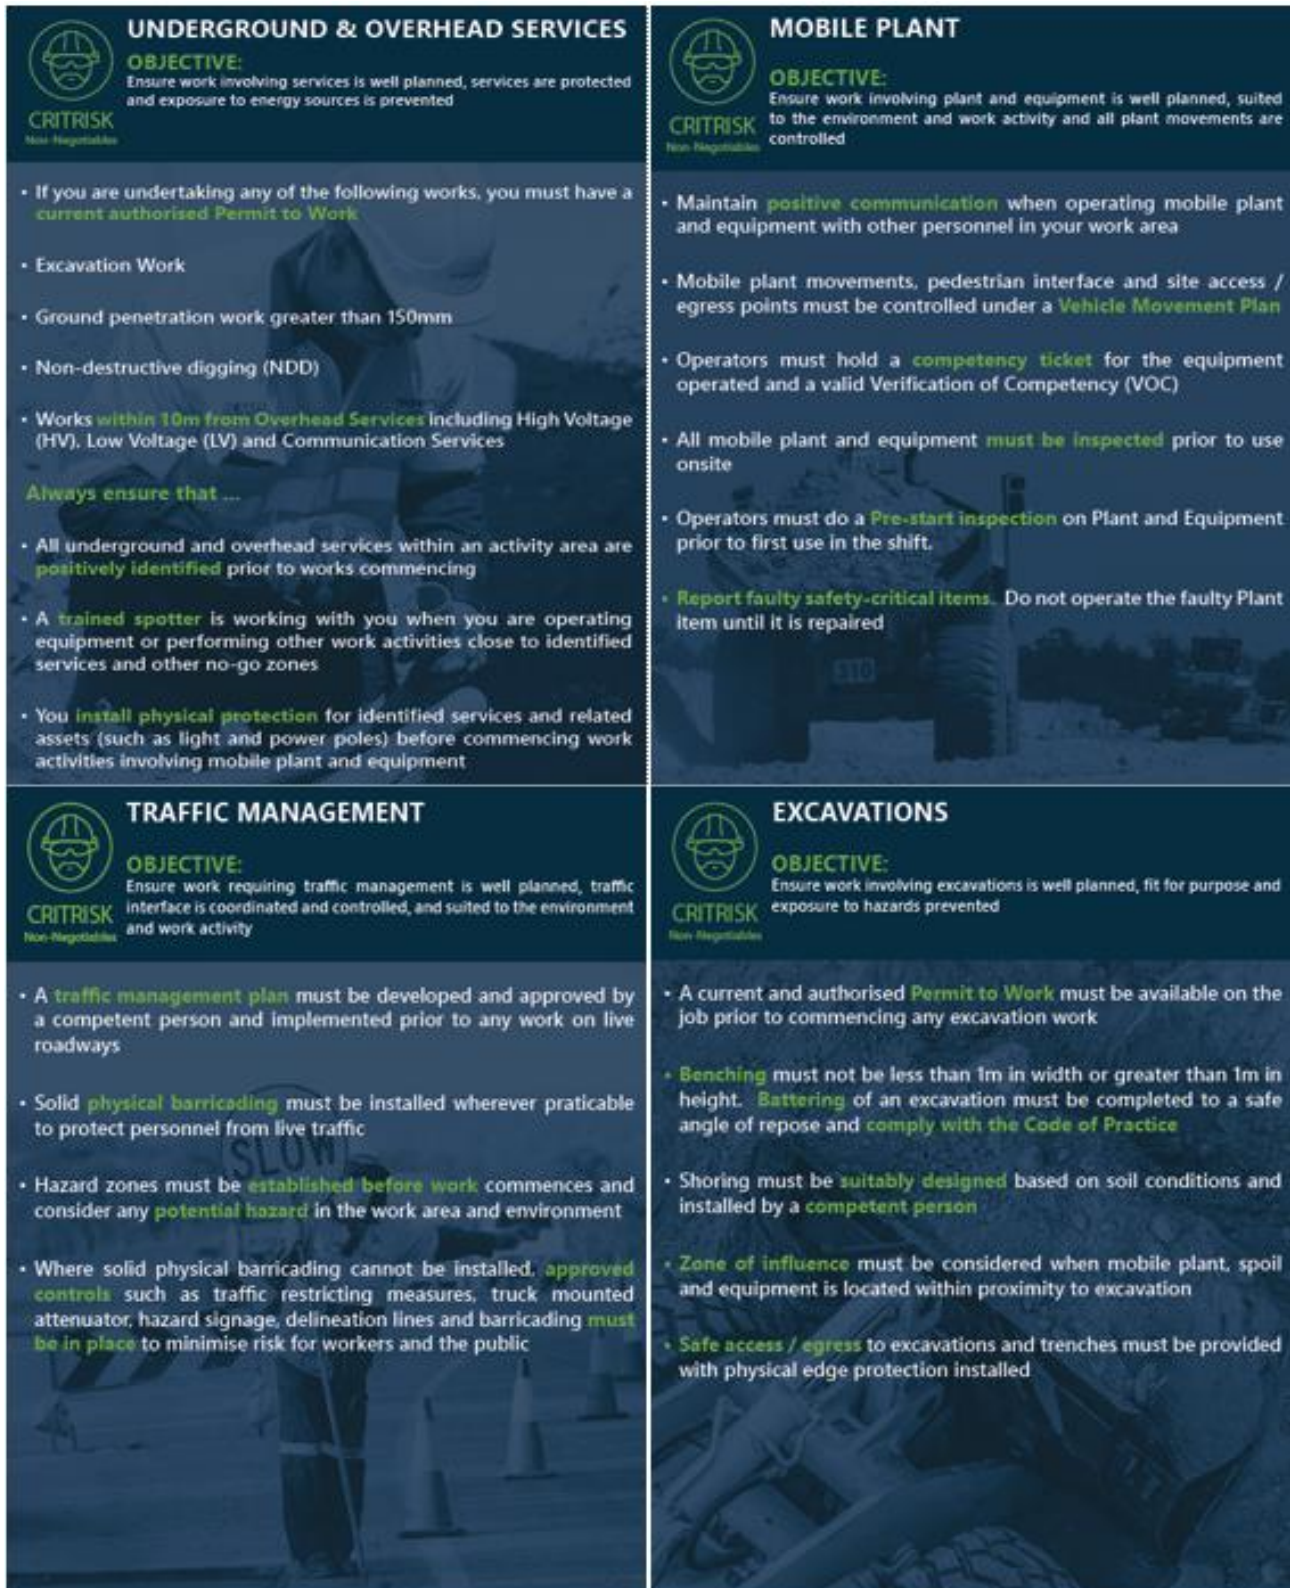 UNDERGROUND & OVERHEAD SERVICES
OBJECTIVE:
Ensure work involving services is well planned, services are protected
and exposure to energy sources is prevented
CRITRISK
Non-Negotiables
• If you are undertaking any of the following works, you must have a
current authorised Permit to Work
• Excavation Work
• Ground penetration work greater than 150mm
• Non-destructive digging (NDD)
• Works within 10m from Overhead Services including High Voltage
(HV), Low Voltage (LV) and Communication Services
Always ensure that ...
• All underground and overhead services within an activity area are
positively identified prior to works commencing
• A trained spotter is working with you when you are operating
equipment or performing other work activities close to identified
services and other no-go zones
• You install physical protection for identified services and related
assets (such as light and power poles) before commencing work
activities involving mobile plant and equipment
MOBILE PLANT
OBJECTIVE:
Ensure work involving plant and equipment is well planned, suited
to the environment and work activity and all plant movements are
controlled
CRITRISK
Non-Negotiables
• Maintain positive communication when operating mobile plant
and equipment with other personnel in your work area
• Mobile plant movements, pedestrian interface and site access /
egress points must be controlled under a Vehicle Movement Plan
• Operators must hold a competency ticket for the equipment
operated and a valid Verification of Competency (VOC)
• All mobile plant and equipment must be inspected prior to use
onsite
• Operators must do a Pre-start inspection on Plant and Equipment
prior to first use in the shift.
• Report faulty safety-critical items. Do not operate the faulty Plant
item until it is repaired
310
TRAFFIC MANAGEMENT
OBJECTIVE:
Ensure work requiring traffic management is well planned, traffic
interface is coordinated and controlled, and suited to the environment
and work activity
CRITRISK
Non-Negotiables
• A traffic management plan must be developed and approved by
a competent person and implemented prior to any work on live
roadways
• Solid physical barricading must be installed wherever praticable
to protect personnel from live traffic
SLOW
• Hazard zones must be established before work commences and
consider any potential hazard in the work area and environment
• Where solid physical barricading cannot be installed, approved
controls such as traffic restricting measures, truck mounted
attenuator, hazard signage, delineation lines and barricading must
be in place to minimise risk for workers and the public
EXCAVATIONS
OBJECTIVE:
Ensure work involving excavations is well planned, fit for purpose and
exposure to hazards prevented
CRITRISK
Non-Negotiables
• A current and authorised Permit to Work must be available on the
job prior to commencing any excavation work
• Benching must not be less than 1m in width or greater than 1m in
height. Battering of an excavation must be completed to a safe
angle of repose and comply with the Code of Practice
• Shoring must be suitably designed based on soil conditions and
installed by a competent person
• Zone of influence must be considered when mobile plant, spoil
and equipment is located within proximity to excavation
• Safe access / egress to excavations and trenches must be provided
with physical edge protection installed